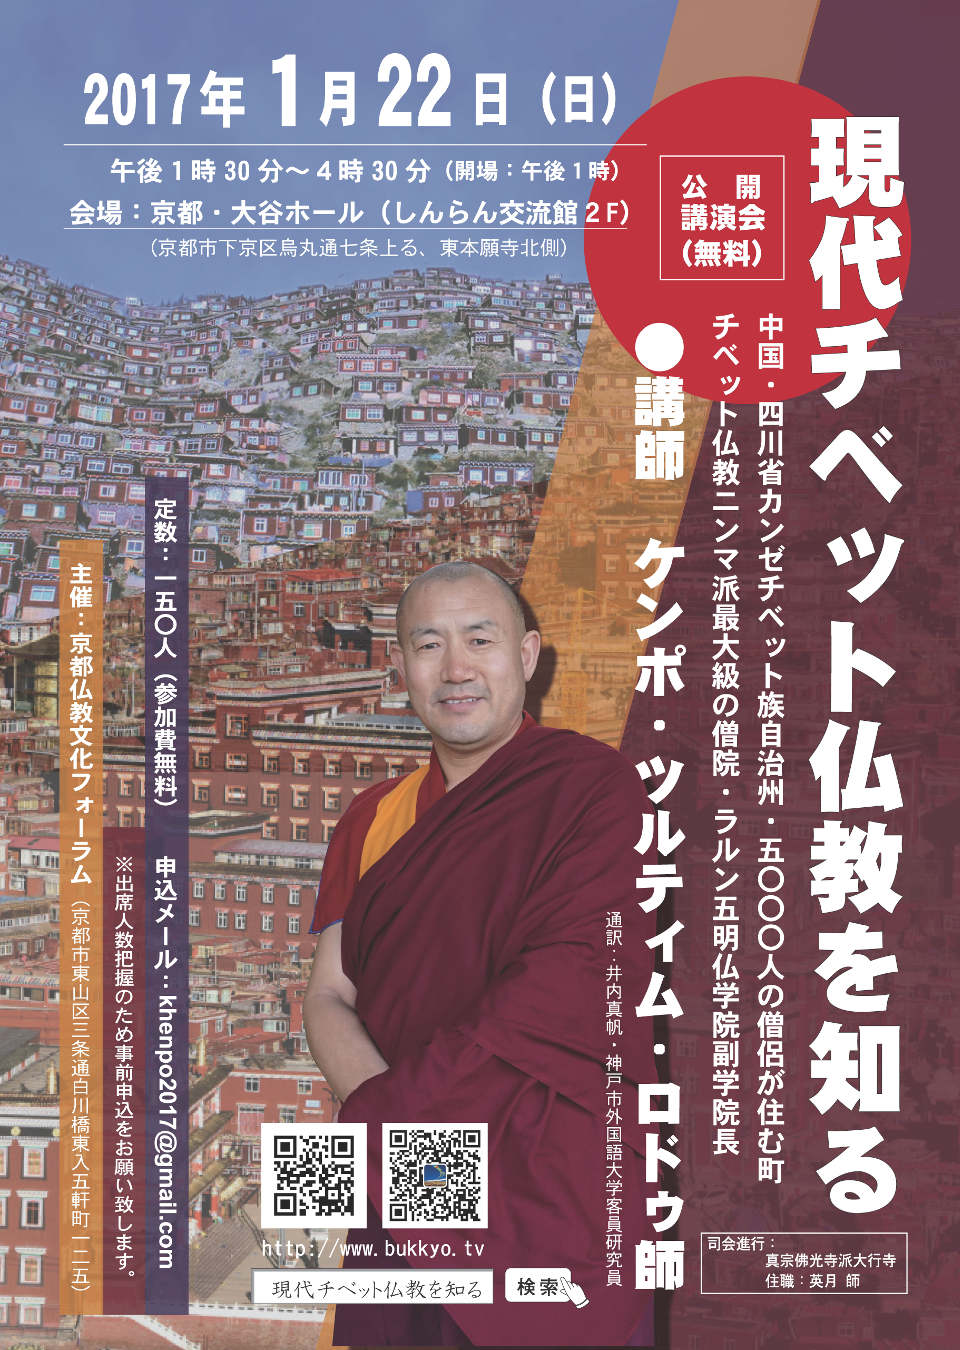 2017年1月22日（日）
午後1時30分～4時30分（開場：午後1時）
会場：京都・大谷ホール（しんらん交流館2F）
（京都市下京区烏丸通七条上る、東本願寺北側）
公開
講演会
（無料）
現代チベット仏教を知る
中国・四川省カンゼチベット族自治州・五〇〇〇人の僧侶が住む町
チベット仏教ニンマ派最大級の僧院・ラルン五明仏学院副学院長
●講師　ケンポ・ツルティム・ロドゥ師
通訳：井内真帆・神戸市外国語大学客員研究員
定数：一五〇人（参加費無料）　申込メール：khenpo2017@gmail.com
※出席人数把握のため事前申込をお願い致します。
主催：京都仏教文化フォーラム（京都市東山区三条通白川橋東入五軒町一二五）
http://www.bukkyo.tv
現代チベット仏教を知る
検索
司会進行：
真宗佛光寺派大行寺
住職：英月 師